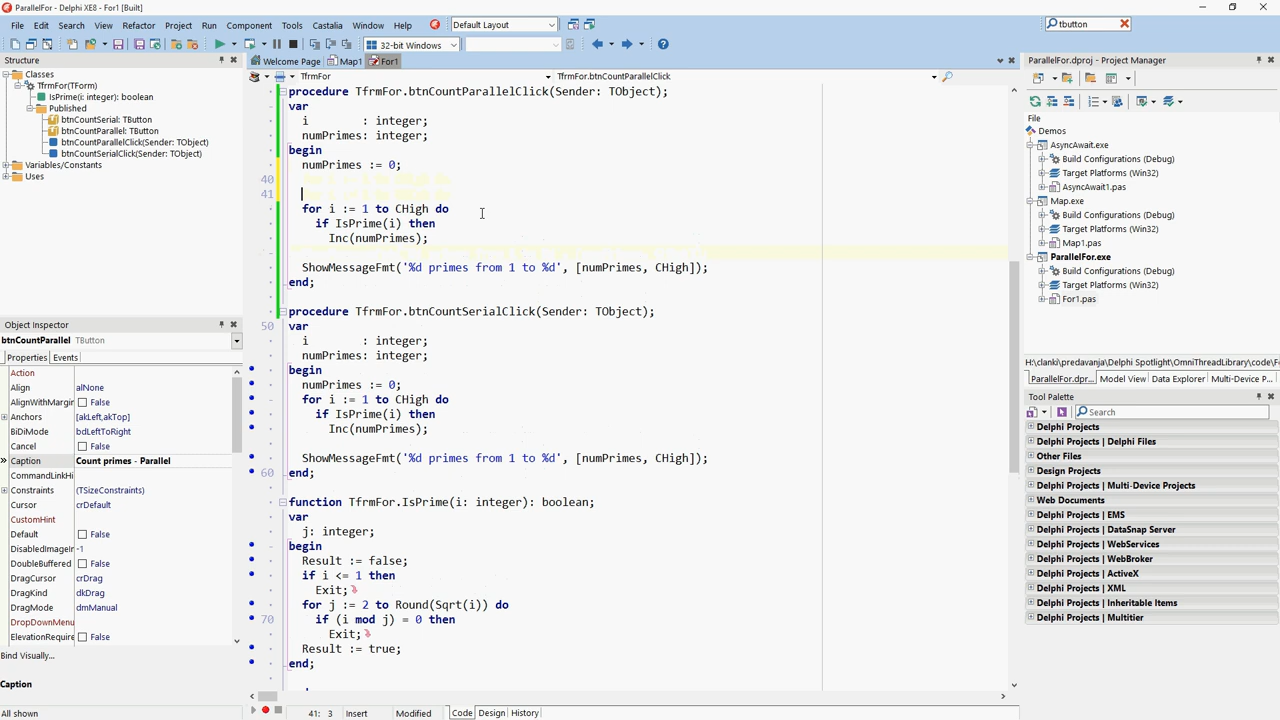 ParallelFor - Delphi XE8 - For1 [Built]
File Edit Search View Refactor Project Run Component Tools Castalia Window Help Default Layout tbutton
32-bit Windows
Structure
Classes
TfrmFor(TForm)
IsPrime(i: integer): boolean
Published
btnCountSerial: TButton
btnCountParallel: TButton
btnCountParallelClick(Sender: TObject)
btnCountSerialClick(Sender: TObject)
Variables/Constants
Uses
Object Inspector
btnCountParallel TButton
Properties Events
Action
Align alNone
AlignWithMargir False
Anchors [akLeft,akTop]
BiDiMode bdLeftToRight
Cancel False
» Caption Count primes - Parallel
CommandLinkHi
Constraints (TSizeConstraints)
Cursor crDefault
CustomHint
Default False
DisabledImageIr -1
DoubleBuffered False
DragCursor crDrag
DragKind dkDrag
DragMode dmManual
DropDownMenu
ElevationRequire False
Bind Visually...
Caption
All shown
Welcome Page Map1 For1
TfrmFor TfrmFor.btnCountParallelClick
procedure TfrmFor.btnCountParallelClick(Sender: TObject);
var
i : integer;
numPrimes: integer;
begin
numPrimes := 0;
40
41
for i := 1 to CHigh do
if IsPrime(i) then
Inc(numPrimes);
ShowMessageFmt('%d primes from 1 to %d', [numPrimes, CHigh]);
end;
procedure TfrmFor.btnCountSerialClick(Sender: TObject);
50 var
i : integer;
numPrimes: integer;
begin
numPrimes := 0;
for i := 1 to CHigh do
if IsPrime(i) then
Inc(numPrimes);
ShowMessageFmt('%d primes from 1 to %d', [numPrimes, CHigh]);
60 end;
function TfrmFor.IsPrime(i: integer): boolean;
var
j: integer;
begin
Result := false;
if i <= 1 then
Exit;
for j := 2 to Round(Sqrt(i)) do
70 if (i mod j) = 0 then
Exit;
Result := true;
end;
41: 3 Insert Modified Code Design History
ParallelFor.dproj - Project Manager
File
Demos
AsyncAwait.exe
Build Configurations (Debug)
Target Platforms (Win32)
AsyncAwait1.pas
Map.exe
Build Configurations (Debug)
Target Platforms (Win32)
Map1.pas
ParallelFor.exe
Build Configurations (Debug)
Target Platforms (Win32)
For1.pas
H:\clanki\predavanja\Delphi Spotlight\OmniThreadLibrary\code\Fo
ParallelFor.dpr... Model View Data Explorer Multi-Device P...
Tool Palette
Search
Delphi Projects
Delphi Projects | Delphi Files
Other Files
Design Projects
Delphi Projects | Multi-Device Projects
Web Documents
Delphi Projects | EMS
Delphi Projects | DataSnap Server
Delphi Projects | WebServices
Delphi Projects | WebBroker
Delphi Projects | ActiveX
Delphi Projects | XML
Delphi Projects | Inheritable Items
Delphi Projects | Multitier